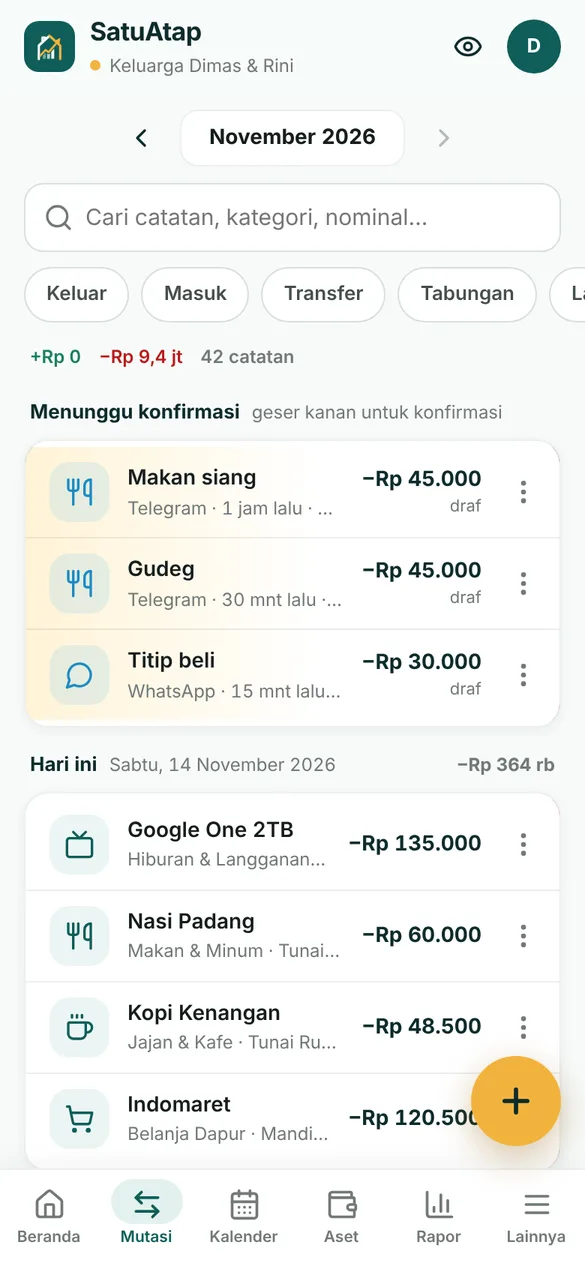 SatuAtap
Keluarga Dimas & Rini
D
November 2026
Cari catatan, kategori, nominal...
Keluar
Masuk
Transfer
Tabungan
+Rp 0 −Rp 9,4 jt 42 catatan
Menunggu konfirmasi geser kanan untuk konfirmasi
Makan siang −Rp 45.000
Telegram · 1 jam lalu · ... draf
Gudeg −Rp 45.000
Telegram · 30 mnt lalu ·... draf
Titip beli −Rp 30.000
WhatsApp · 15 mnt lalu... draf
Hari ini Sabtu, 14 November 2026 −Rp 364 rb
Google One 2TB −Rp 135.000
Hiburan & Langganan...
Nasi Padang −Rp 60.000
Makan & Minum · Tunai...
Kopi Kenangan −Rp 48.500
Jajan & Kafe · Tunai Ru...
Indomaret −Rp 120.500
Belanja Dapur · Mandi...
Beranda
Mutasi
Kalender
Aset
Rapor
Lainnya